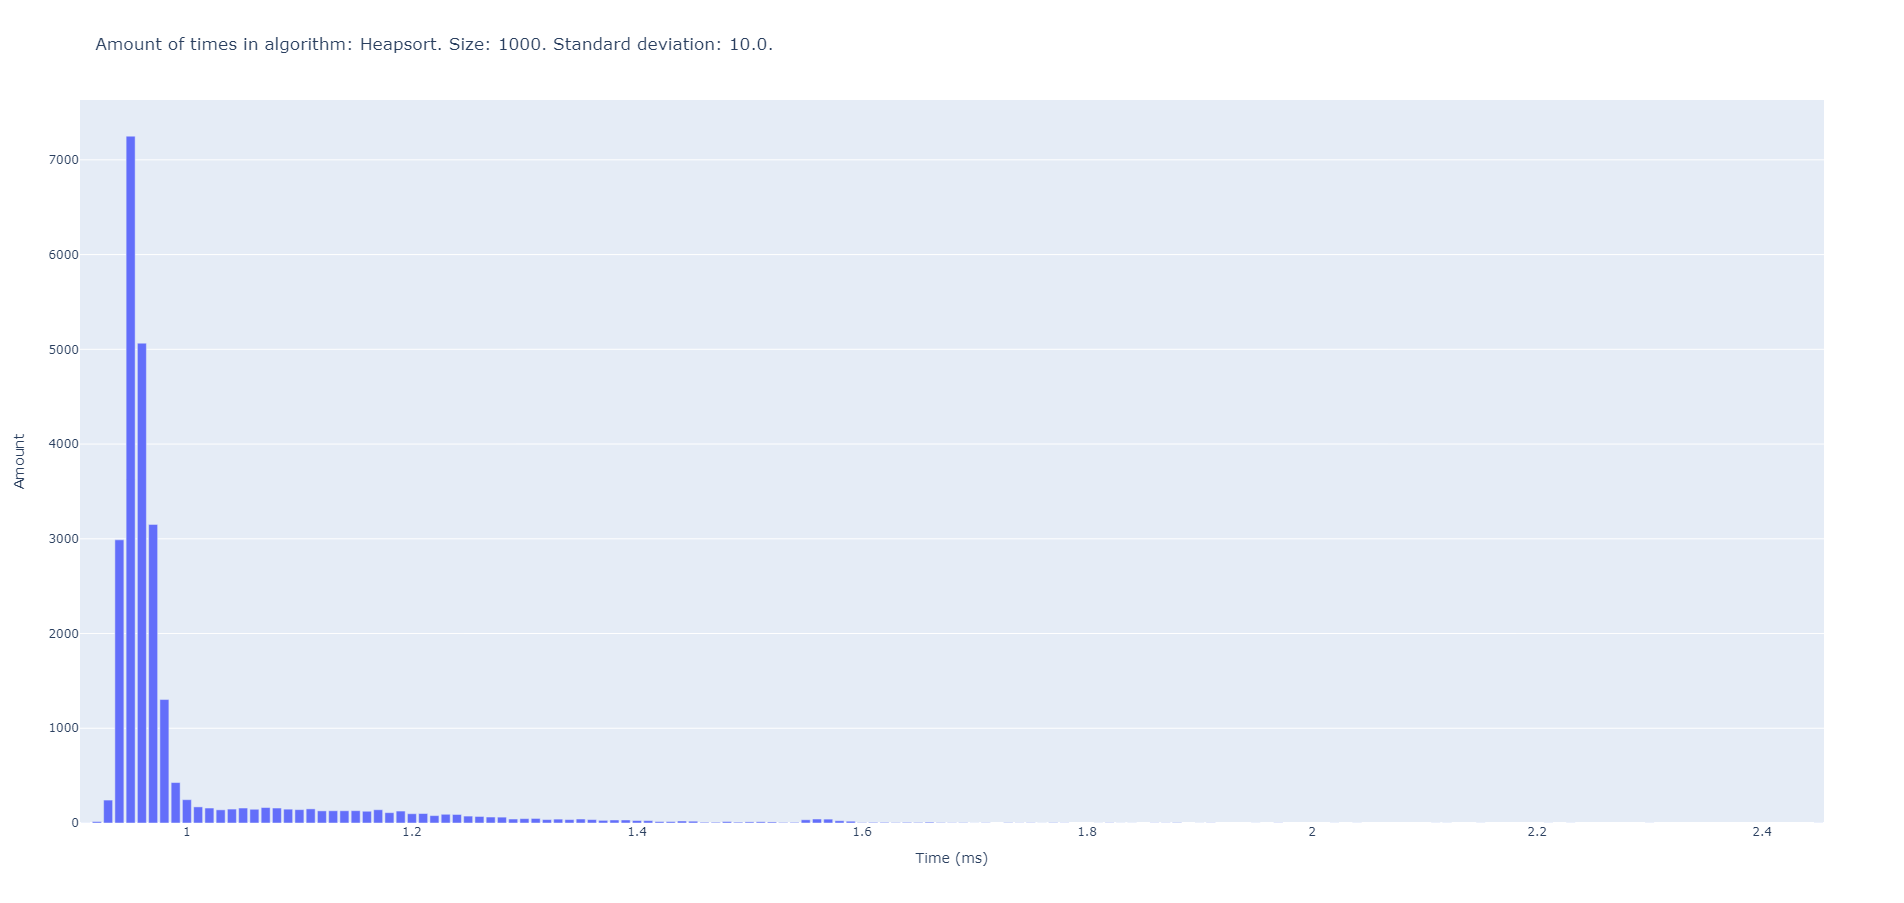 Amount of times in algorithm: Heapsort. Size: 1000. Standard deviation: 10.0.
7000
6000
5000
4000
3000
2000
1000
0
Amount
1 1.2 1.4 1.6 1.8 2 2.2 2.4
Time (ms)